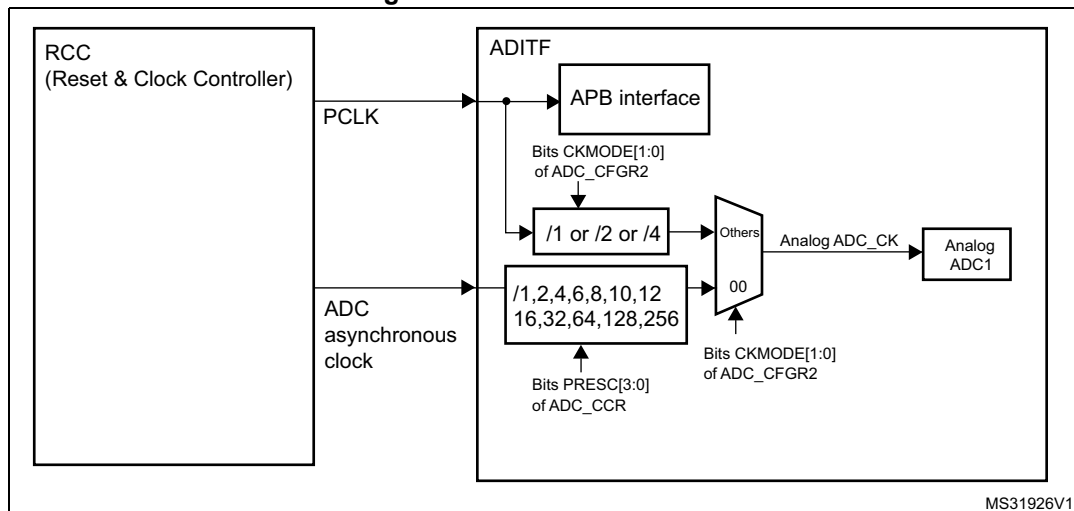 RCC
(Reset & Clock Controller)
ADITF
APB interface
PCLK
Bits CKMODE[1:0]
of ADC_CFGR2
/1 or /2 or /4
Others
Analog ADC_CK
Analog
ADC1
00
/1,2,4,6,8,10,12
16,32,64,128,256
ADC
asynchronous
clock
Bits CKMODE[1:0]
of ADC_CFGR2
Bits PRESC[3:0]
of ADC_CCR
MS31926V1